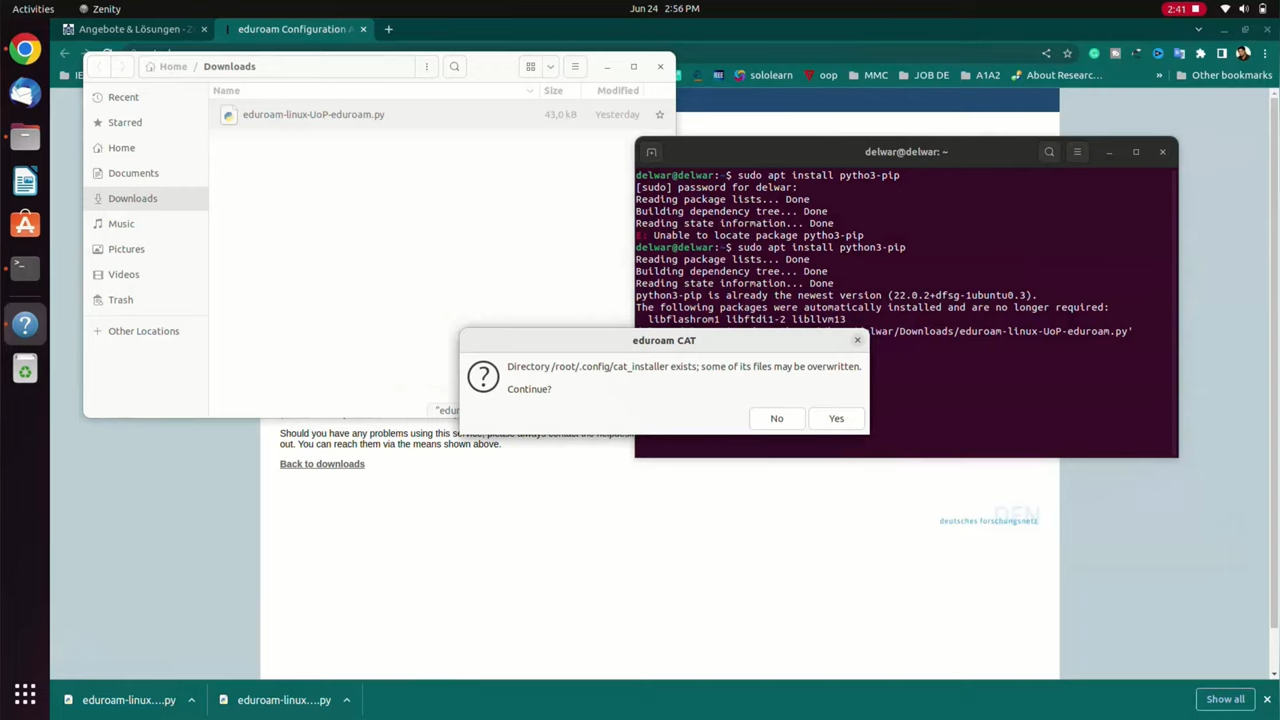 Activities
Zenity
Jun 24 2:56 PM
2:41
Angebote & Lösungen - Z
eduroam Configuration A
sololearn
oop
MMC
JOB DE
A1A2
About Researc...
»
Other bookmarks
Home / Downloads
Recent
Starred
Home
Documents
Downloads
Music
Pictures
Videos
Trash
Other Locations
Name
Size
Modified
eduroam-linux-UoP-eduroam.py
43,0 kB
Yesterday
delwar@delwar: ~
delwar@delwar:~$ sudo apt install pytho3-pip
[sudo] password for delwar:
Reading package lists... Done
Building dependency tree... Done
Reading state information... Done
E: Unable to locate package pytho3-pip
delwar@delwar:~$ sudo apt install python3-pip
Reading package lists... Done
Building dependency tree... Done
Reading state information... Done
python3-pip is already the newest version (22.0.2+dfsg-1ubuntu0.3).
The following packages were automatically installed and are no longer required:
libflashrom1 libftdi1-2 libllvm13
lwar/Downloads/eduroam-linux-UoP-eduroam.py'
eduroam CAT
Directory /root/.config/cat_installer exists; some of its files may be overwritten.
Continue?
No
Yes
"edur
Should you have any problems using this service, please always contact the helpdes
out. You can reach them via the means shown above.
Back to downloads
DFN
deutsches forschungsnetz
eduroam-linux....py
eduroam-linux....py
Show all